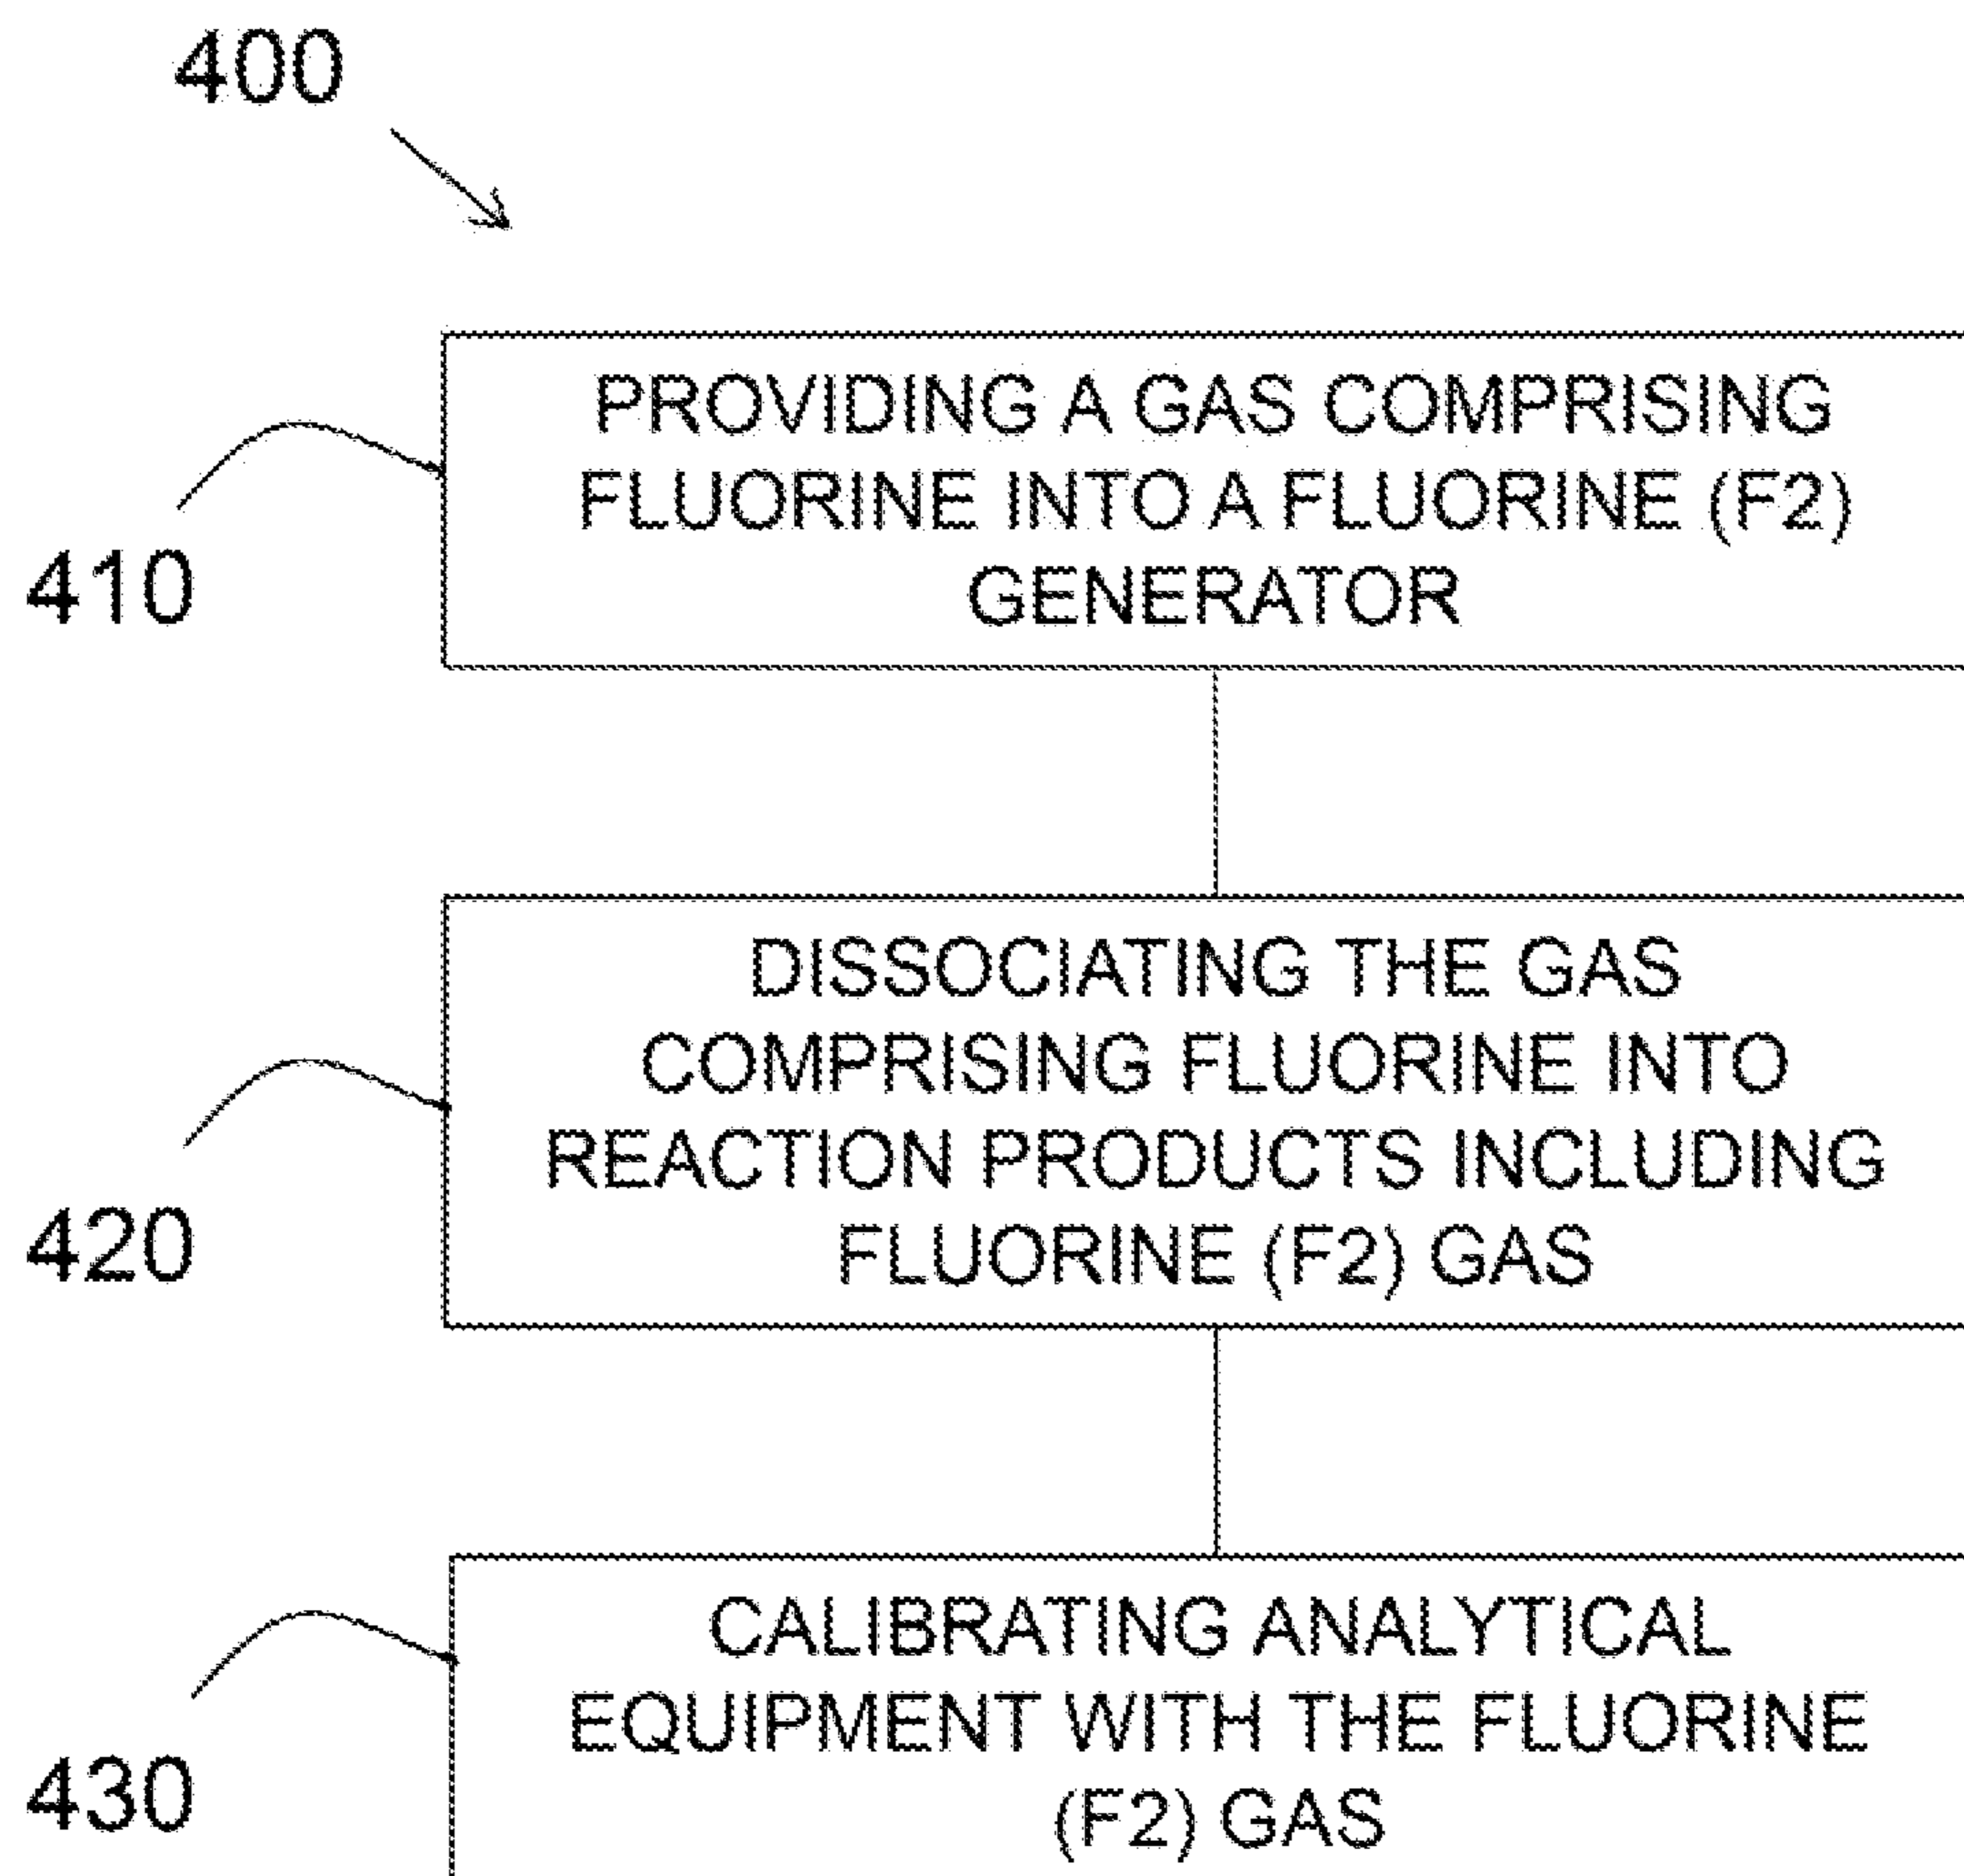 400
PROVIDING A GAS COMPRISING
FLUORINE INTO A FLUORINE (F2)
GENERATOR
410
DISSOCIATING THE GAS
COMPRISING FLUORINE INTO
REACTION PRODUCTS INCLUDING
FLUORINE (F2) GAS
420
CALIBRATING ANALYTICAL
EQUIPMENT WITH THE FLUORINE
(F2) GAS
430